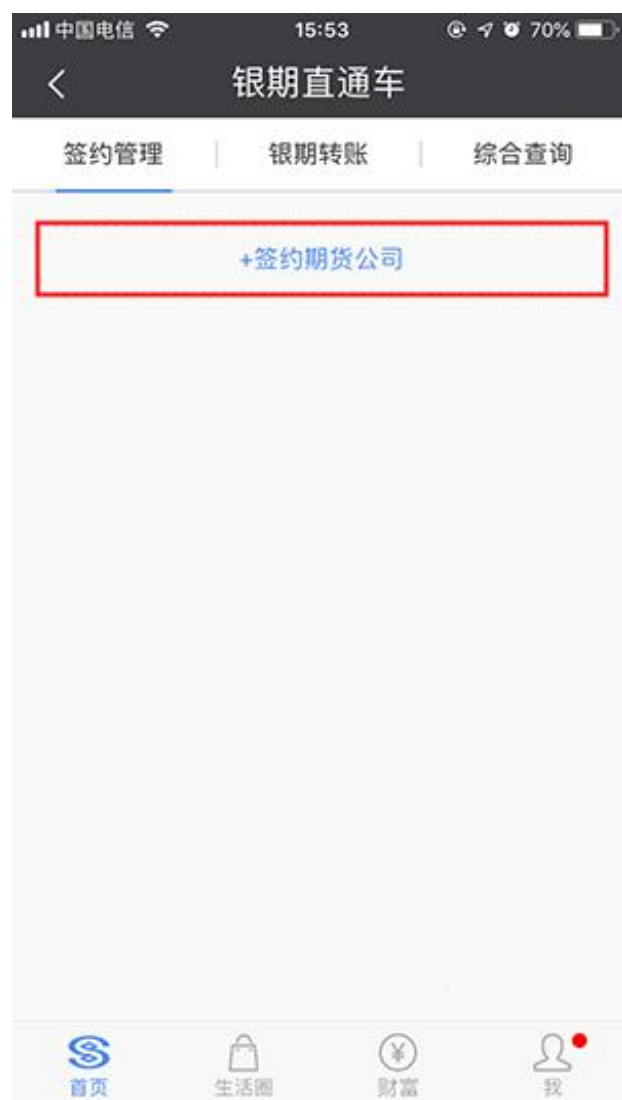 中国电信 15:53 70%
银期直通车
签约管理 银期转账 综合查询
+签约期货公司
首页 生活圈 财富 我